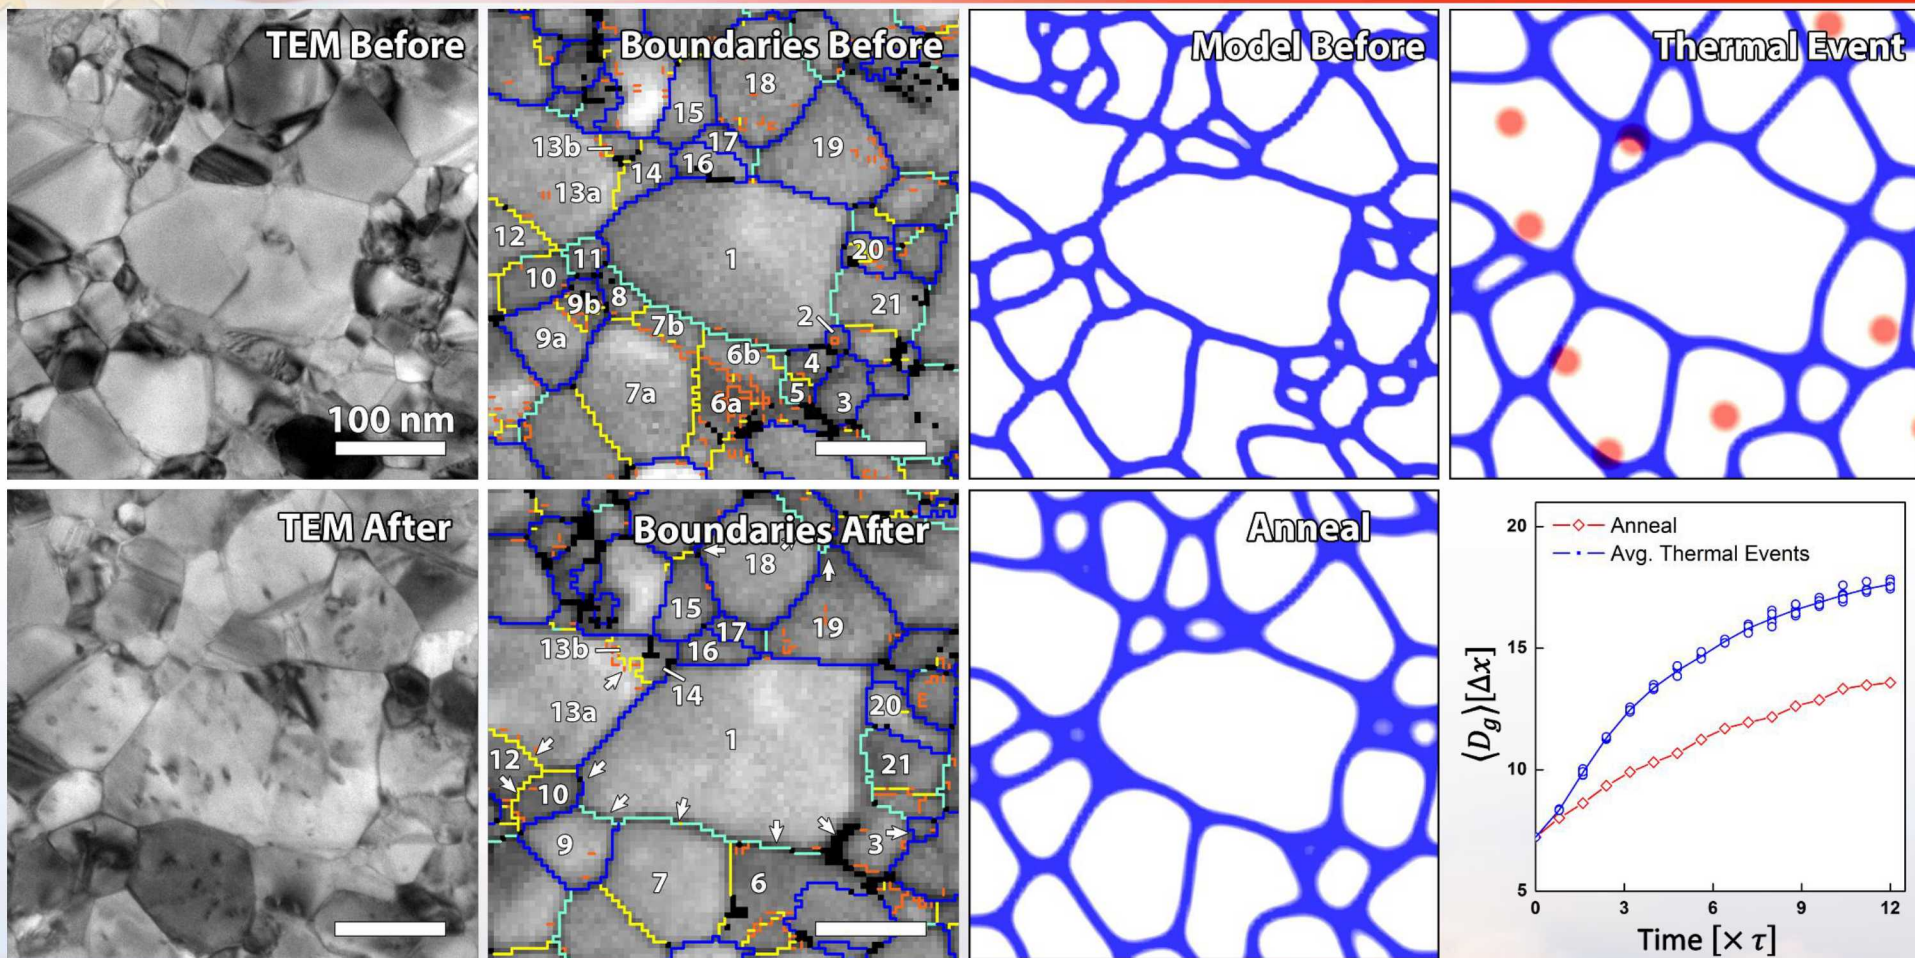 TEM Before
100 nm
Boundaries Before
18
15
17
13b
19
16
14
13a
12
11
20
1
10
8
9b
21
2
7b
9a
6b
4
7a
6a
5
3
Model Before
Thermal Event
TEM After
Boundaries After
18
15
17
19
13b
16
14
20
13a
1
12
21
10
9
3
7
6
E
Anneal
20
15
10
5
0
3
6
9
12
Anneal
Avg. Thermal Events
⟨D_g⟩[Δx]
Time [× τ]